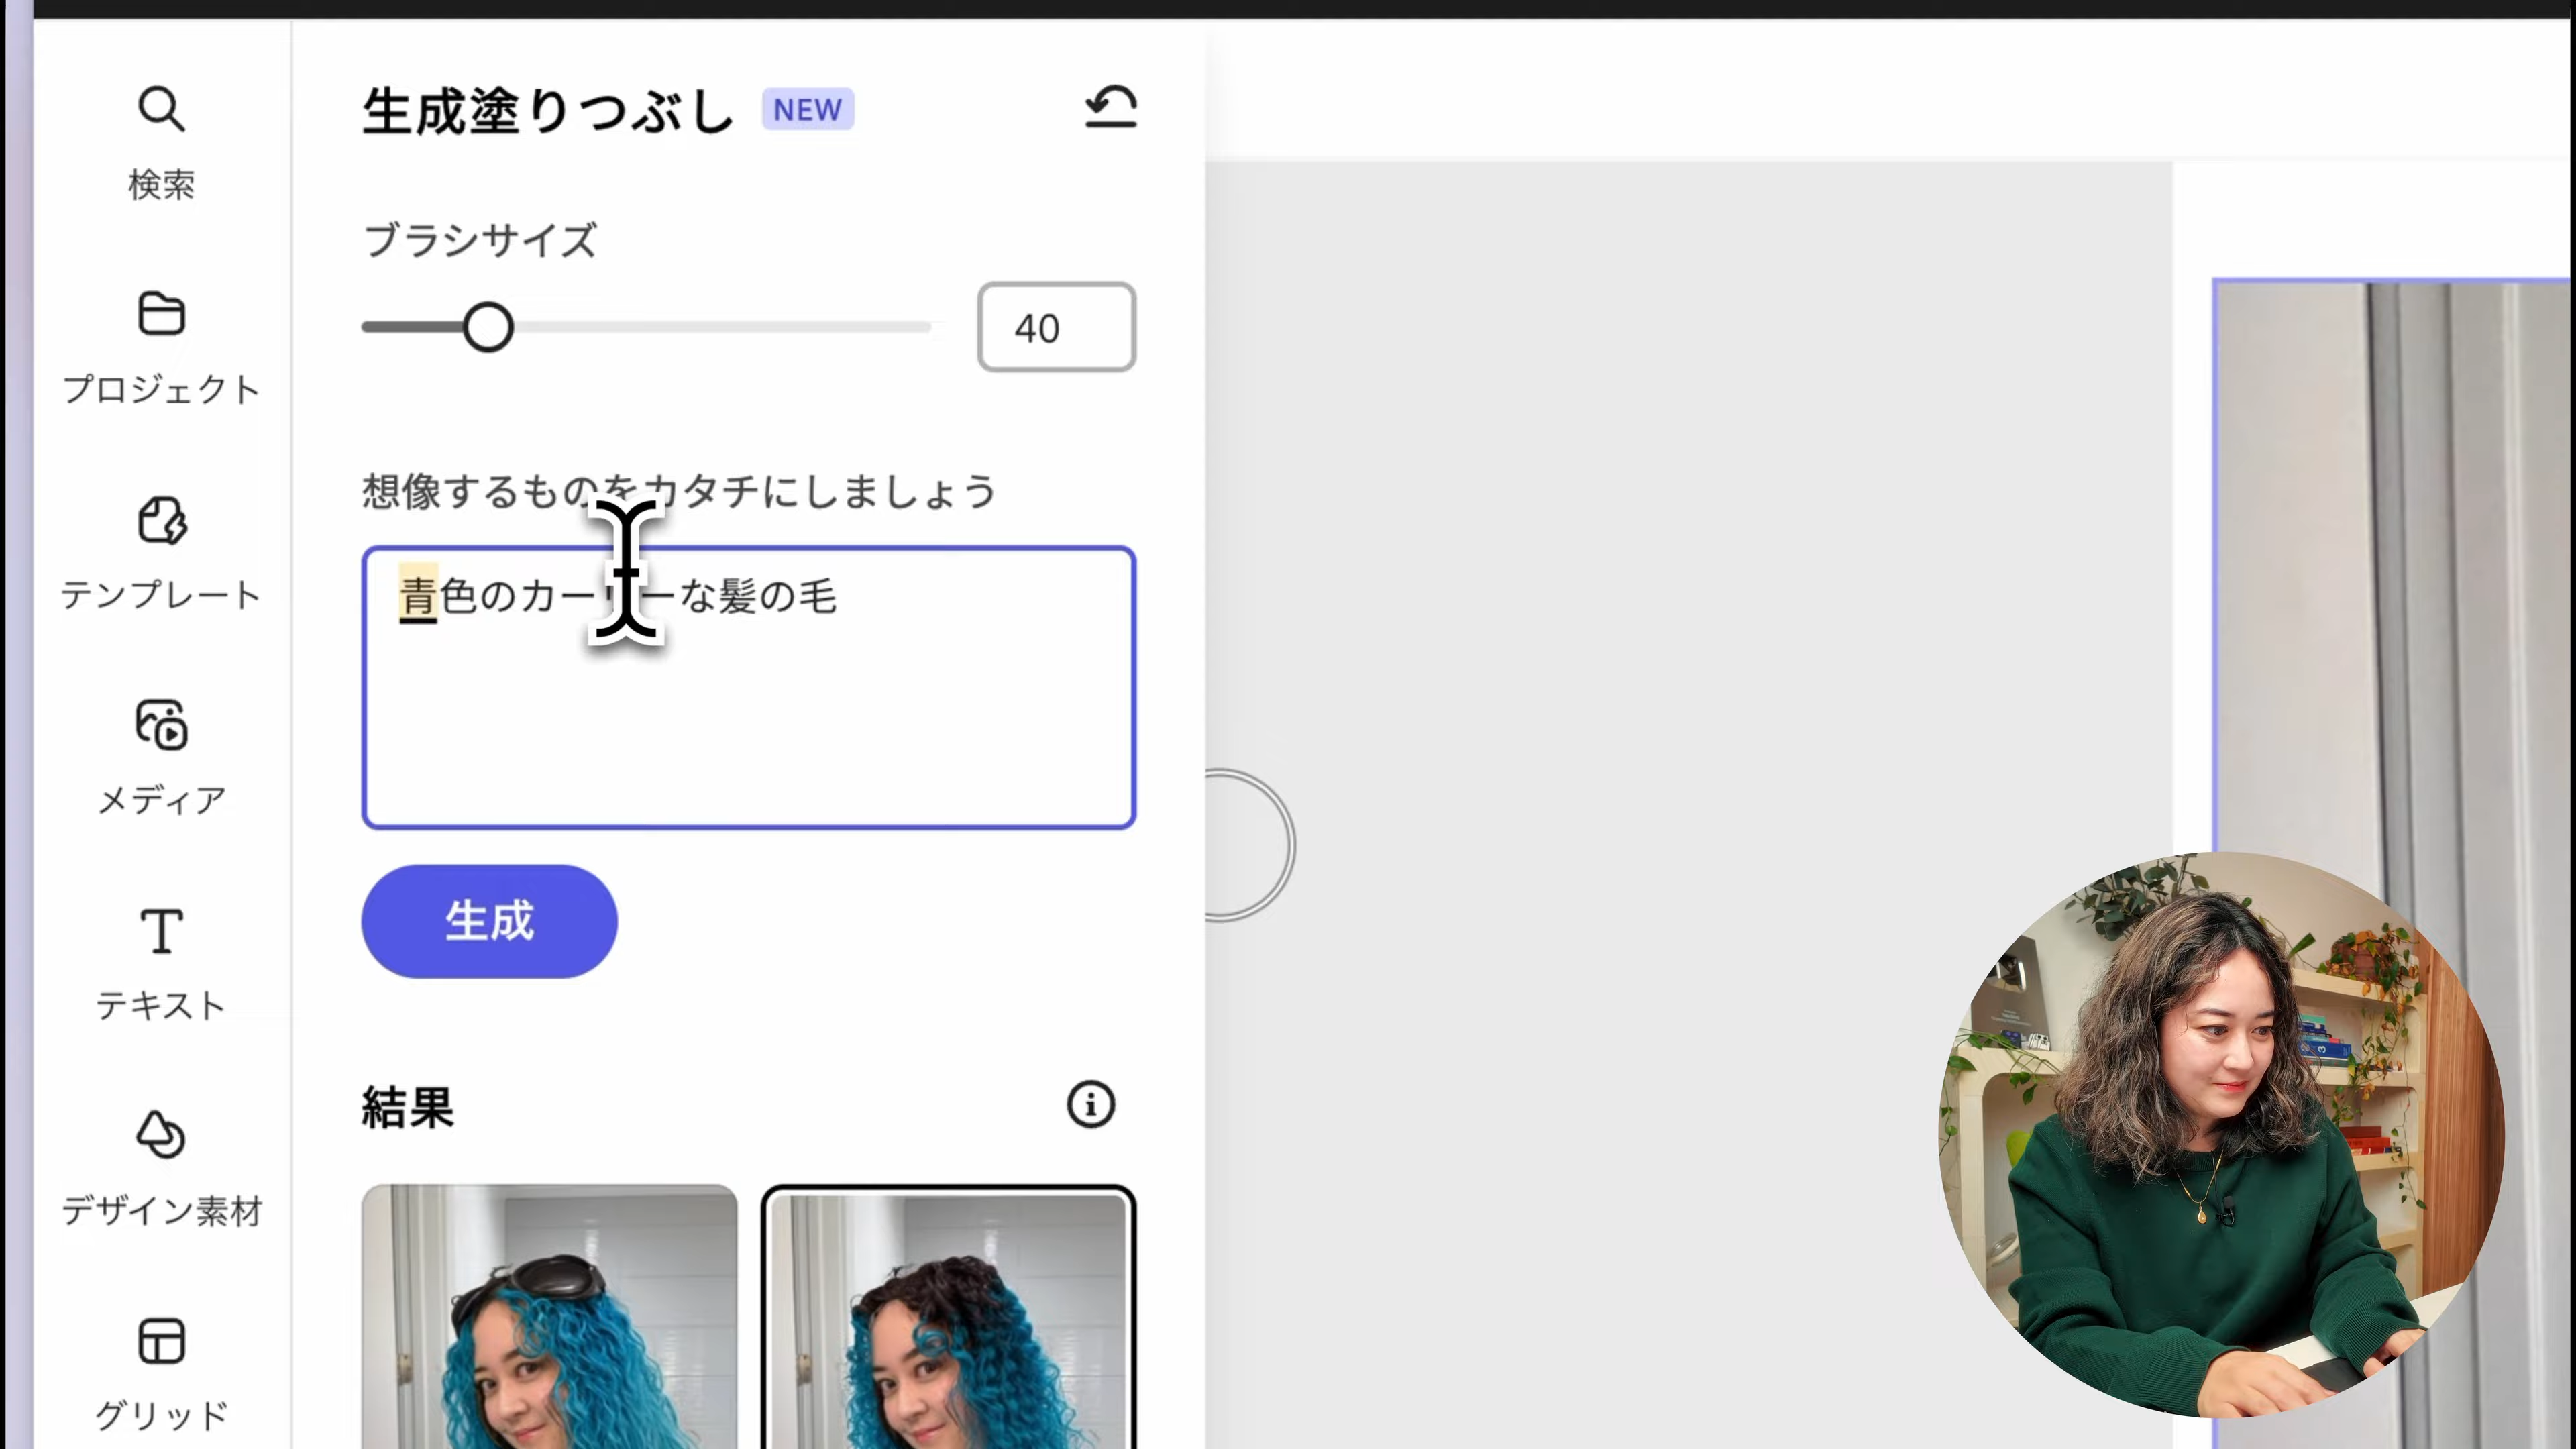 検索
プロジェクト
テンプレート
メディア
テキスト
デザイン素材
グリッド
生成塗りつぶし NEW
ブラシサイズ
40
想像するものをカタチにしましょう
青色のカーリーな髪の毛
生成
結果